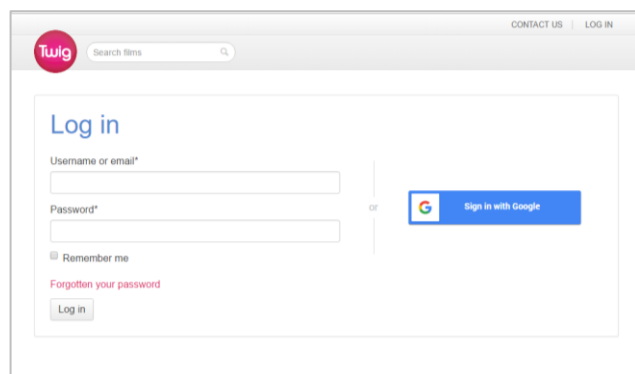 CONTACT US | LOG IN
Twig
Search films
Log in
Username or email*
Password*
Remember me
Forgotten your password
Log in
or
Sign in with Google